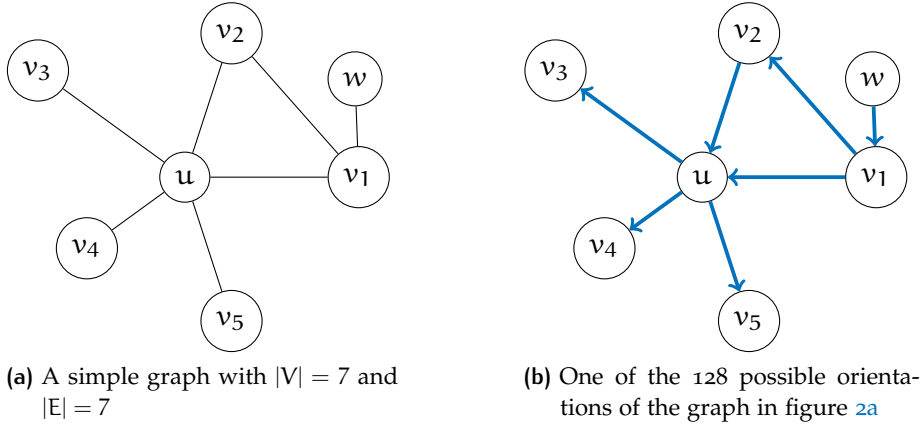 v2
v3
w
u
v1
v4
v5
(a) A simple graph with |V| = 7 and
|E| = 7
v2
v3
w
u
v1
v4
v5
(b) One of the 128 possible orienta-
tions of the graph in figure 2a